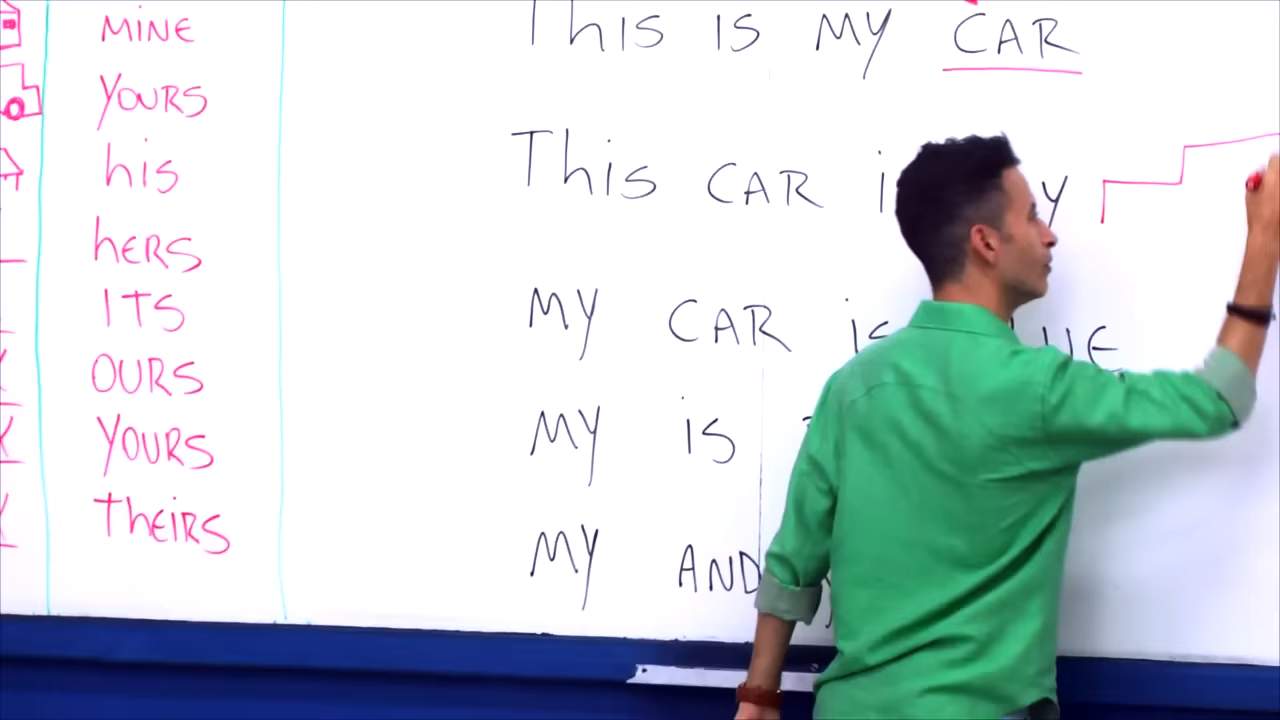 MINE
YOURS
his
hERS
ITS
OURS
YOURS
ThEiRS
This is MY CAR
This CAR
MY CAR is
MY is
MY AND